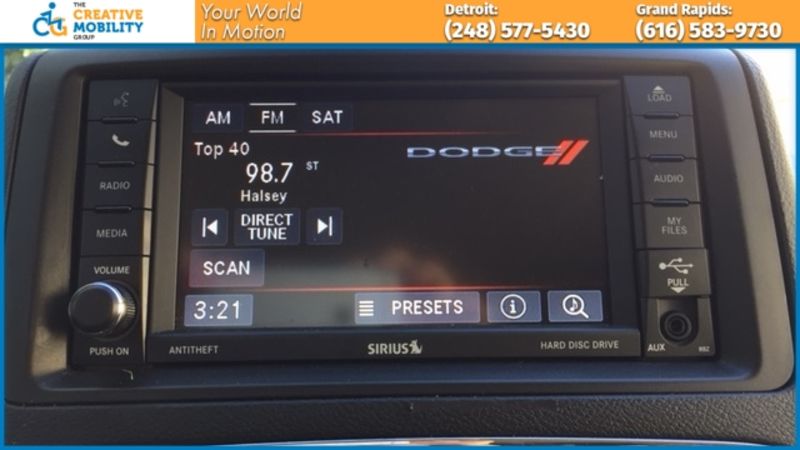 THE
CREATIVE
MOBILITY
GROUP
Your World
In Motion
Detroit:
(248) 577-5430
Grand Rapids:
(616) 583-9730
AM FM SAT
Top 40
98.7 ST
Halsey
DODGE
DIRECT
TUNE
SCAN
3:21
PRESETS
RADIO
MEDIA
VOLUME
PUSH ON
LOAD
MENU
AUDIO
MY
FILES
PULL
AUX
RBZ
ANTITHEFT
SIRIUS
HARD DISC DRIVE